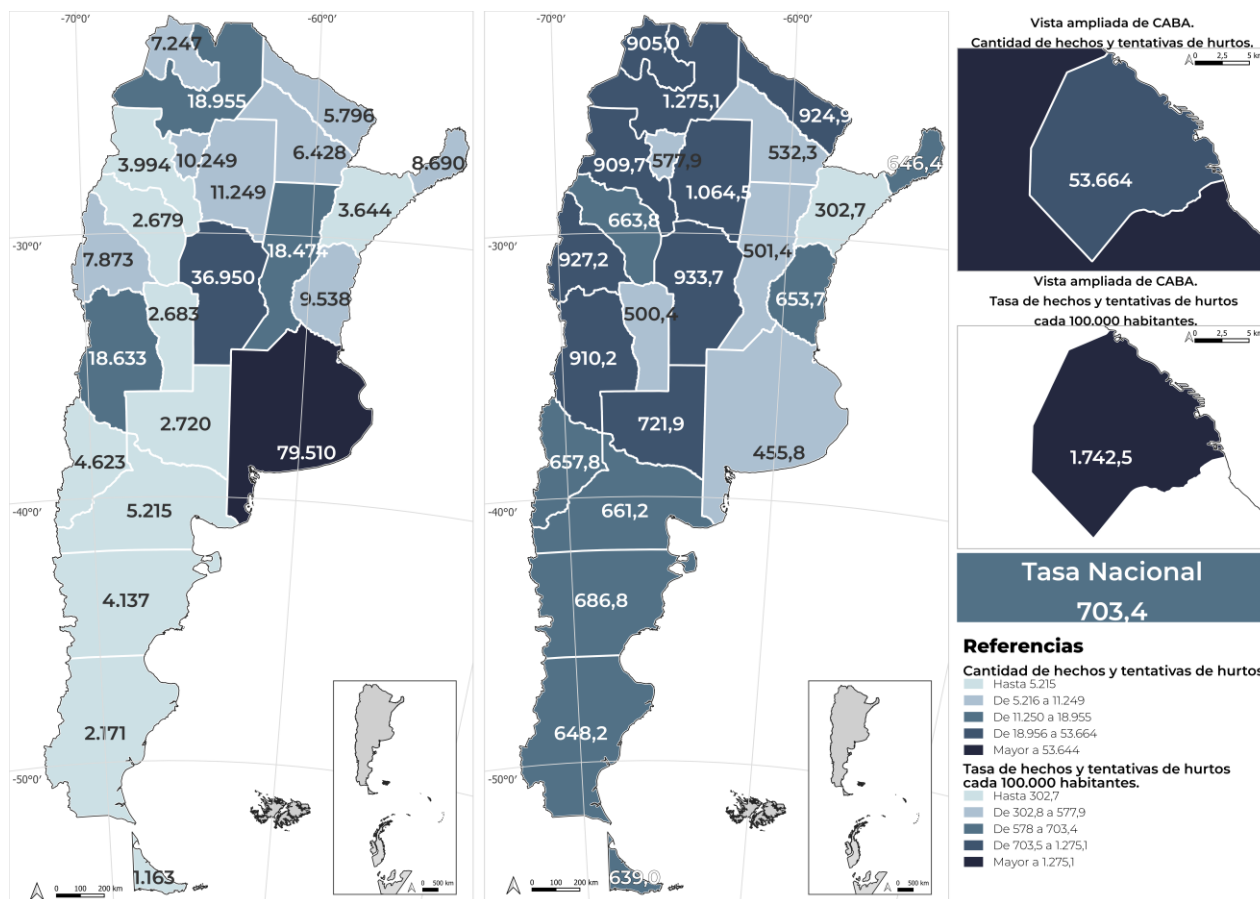 -70°0'
-60°0'
7.247
18.955
5.796
3.994
10.249
6.428
8.690
11.249
2.679
3.644
-30°0'
7.873
36.950
18.474
9.538
2.683
18.633
2.720
79.510
4.623
5.215
-40°0'
4.137
2.171
-50°0'
1.163
0 100 200 km
0 500 km
-70°0'
-60°0'
905,0
1.275,1
924,9
909,7
577,9
532,3
646,4
1.064,5
663,8
302,7
-30°0'
927,2
933,7
501,4
653,7
500,4
910,2
721,9
455,8
657,8
661,2
-40°0'
686,8
648,2
-50°0'
639,0
0 100 200 km
0 500 km
Vista ampliada de CABA.
Cantidad de hechos y tentativas de hurtos.
0 2,5 5 km
53.664
Vista ampliada de CABA.
Tasa de hechos y tentativas de hurtos
cada 100.000 habitantes.
0 2,5 5 km
1.742,5
Tasa Nacional
703,4
Referencias
Cantidad de hechos y tentativas de hurtos
Hasta 5.215
De 5.216 a 11.249
De 11.250 a 18.955
De 18.956 a 53.664
Mayor a 53.644
Tasa de hechos y tentativas de hurtos
cada 100.000 habitantes.
Hasta 302,7
De 302,8 a 577,9
De 578 a 703,4
De 703,5 a 1.275,1
Mayor a 1.275,1